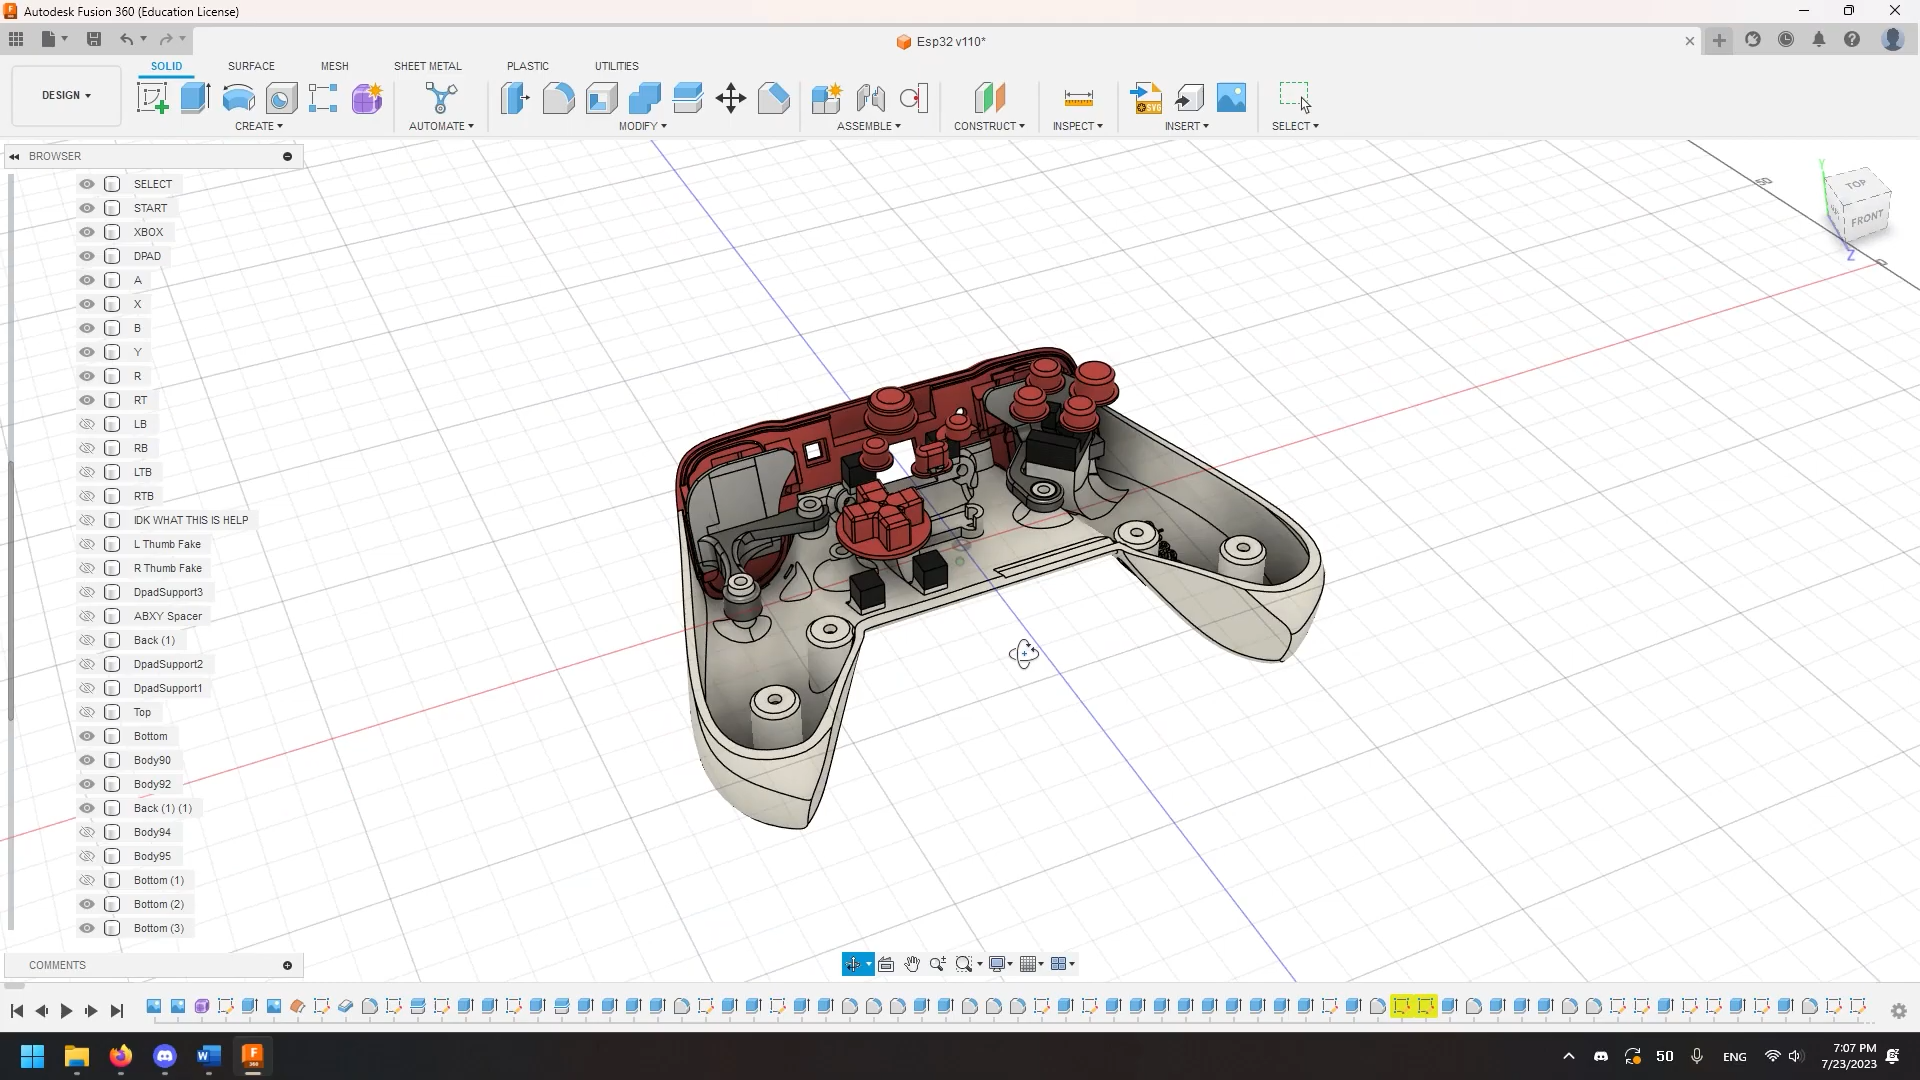 Autodesk Fusion 360 (Education License)
Esp32 v110*
DESIGN
SOLID
SURFACE
MESH
SHEET METAL
PLASTIC
UTILITIES
CREATE
AUTOMATE
MODIFY
ASSEMBLE
CONSTRUCT
INSPECT
INSERT
SELECT
BROWSER
SELECT
START
XBOX
DPAD
A
X
B
Y
R
RT
LB
RB
LTB
RTB
IDK WHAT THIS IS HELP
L Thumb Fake
R Thumb Fake
DpadSupport3
ABXY Spacer
Back (1)
DpadSupport2
DpadSupport1
Top
Bottom
Body90
Body92
Back (1) (1)
Body94
Body95
Bottom (1)
Bottom (2)
Bottom (3)
COMMENTS
50
0
Y
TOP
FRONT
Z
50
ENG
7:07 PM
7/23/2023